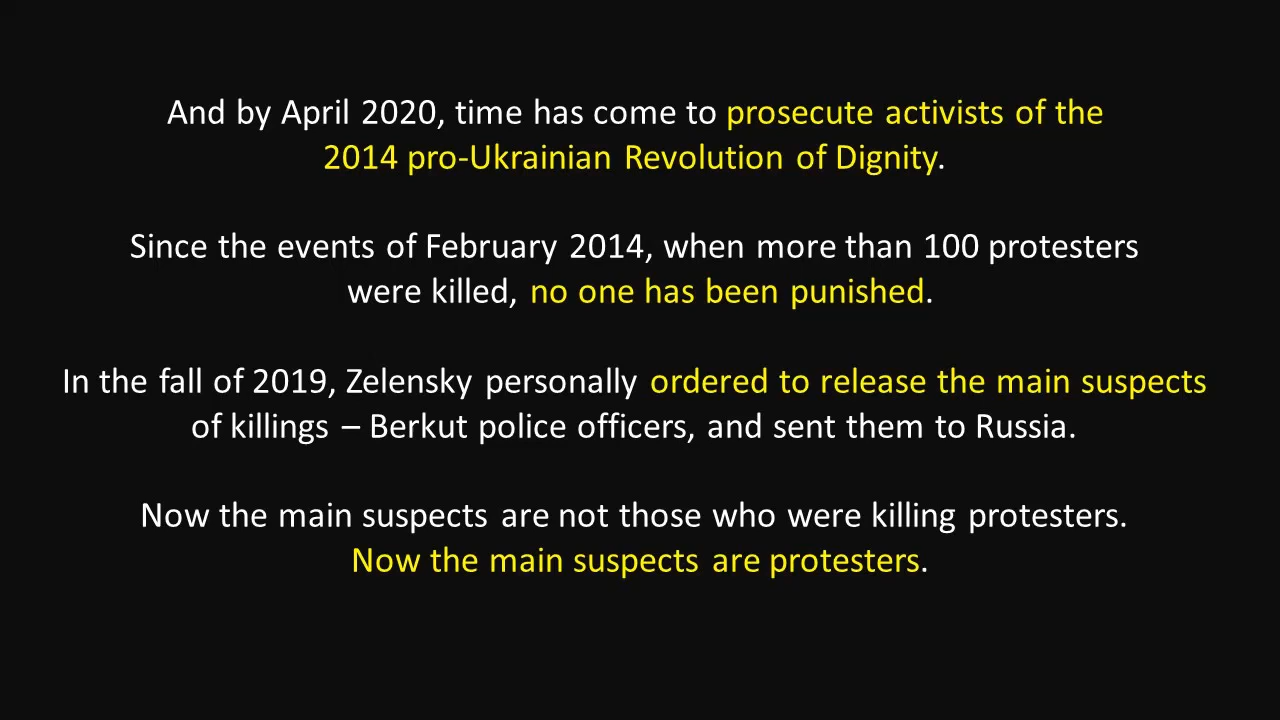 And by April 2020, time has come to prosecute activists of the
2014 pro-Ukrainian Revolution of Dignity.
Since the events of February 2014, when more than 100 protesters
were killed, no one has been punished.
In the fall of 2019, Zelensky personally ordered to release the main suspects
of killings – Berkut police officers, and sent them to Russia.
Now the main suspects are not those who were killing protesters.
Now the main suspects are protesters.